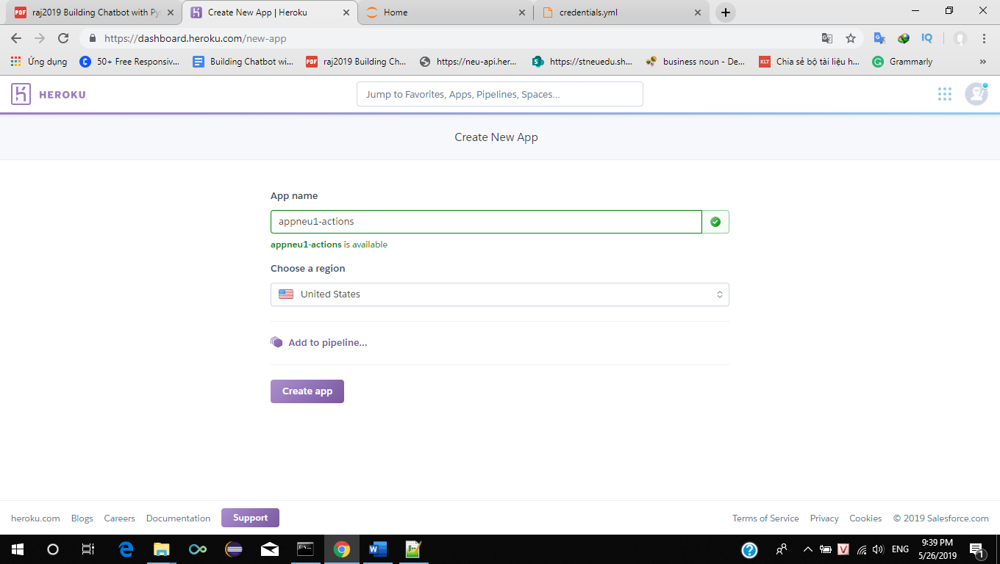 raj2019 Building Chatbot with Py
Create New App | Heroku
Home
credentials.yml
https://dashboard.heroku.com/new-app
Ứng dụng
50+ Free Responsiv...
Building Chatbot wi...
raj2019 Building Ch...
https://neu-api.her...
https://stneuedu.sh...
business noun - De...
Chia sẻ bộ tài liệu h...
Grammarly
»
HEROKU
Jump to Favorites, Apps, Pipelines, Spaces...
Create New App
App name
appneu1-actions
appneu1-actions is available
Choose a region
United States
Add to pipeline...
Create app
heroku.com
Blogs
Careers
Documentation
Support
Terms of Service
Privacy
Cookies
© 2019 Salesforce.com
ENG
9:39 PM
5/26/2019
1